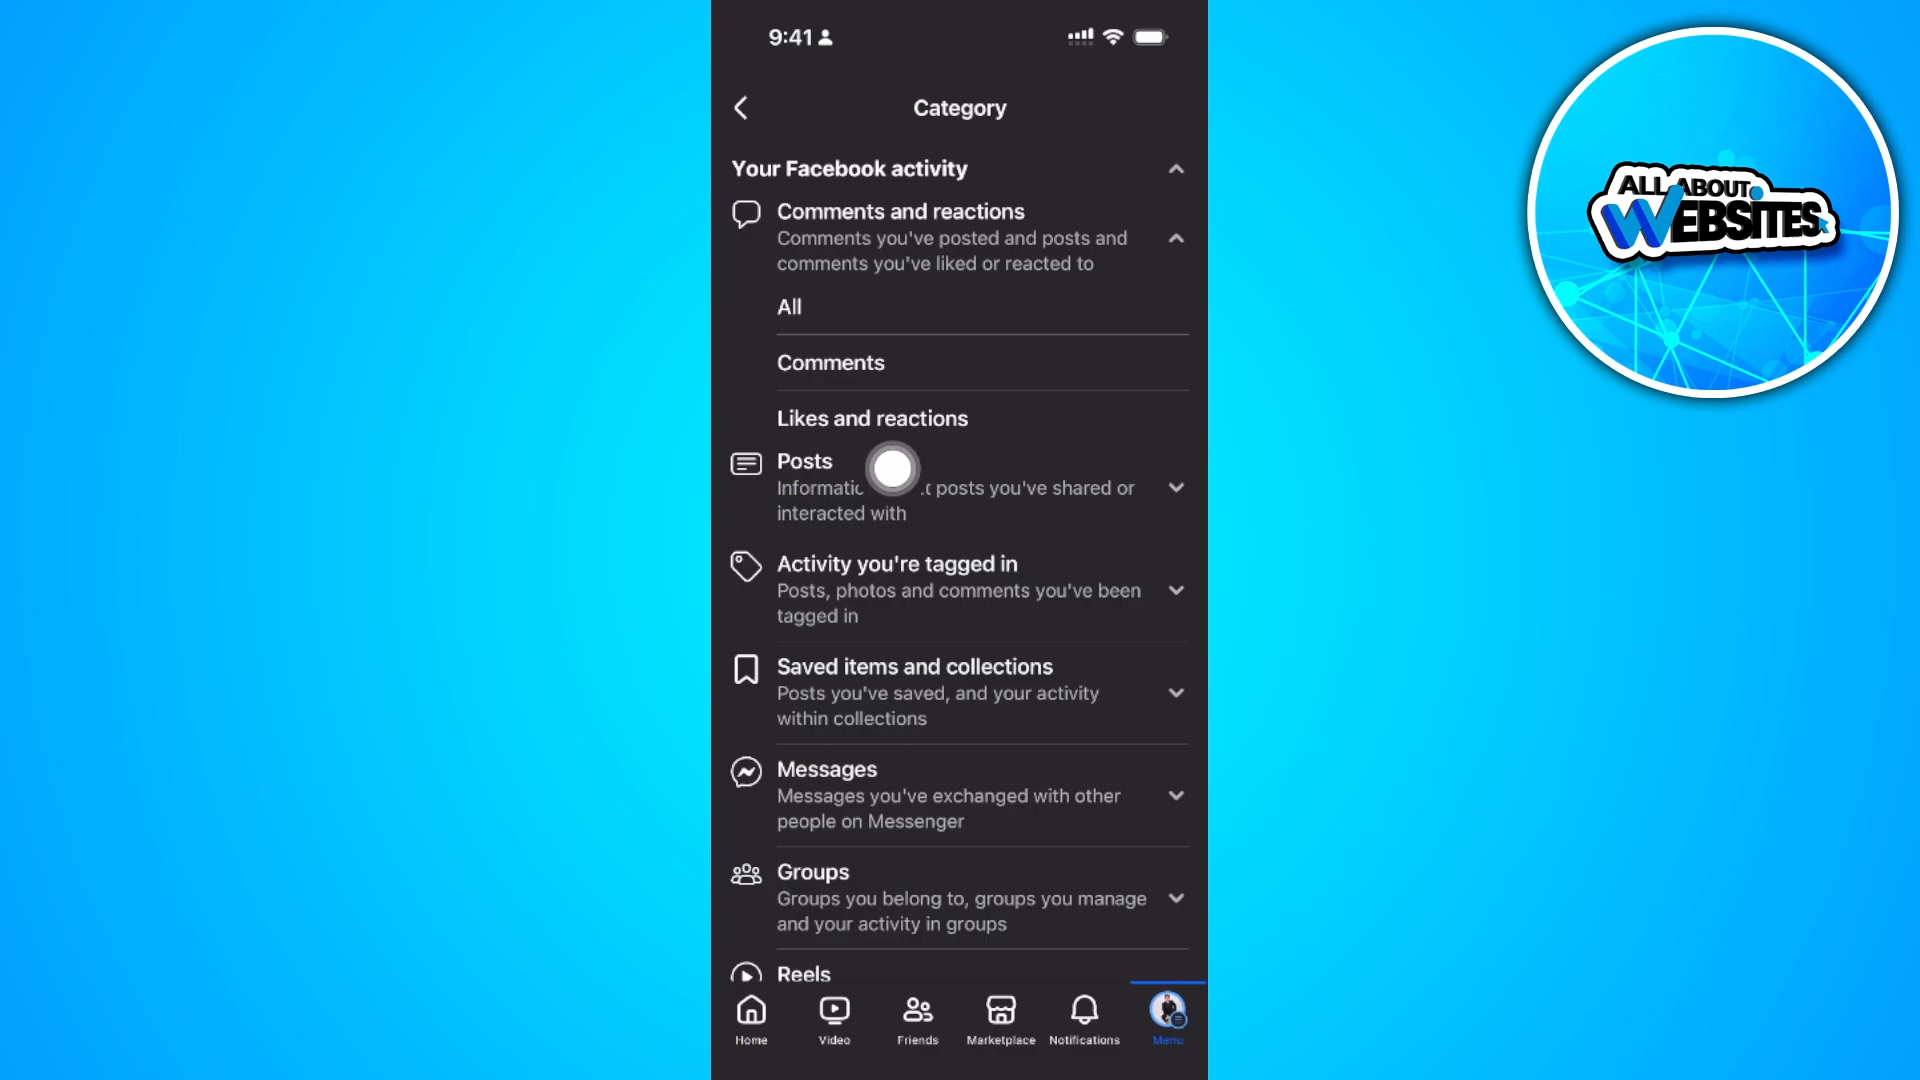 9:41
Category
Your Facebook activity
Comments and reactions
Comments you've posted and posts and
comments you've liked or reacted to
All
Comments
Likes and reactions
Posts
posts you've shared or
interacted with
Activity you're tagged in
Posts, photos and comments you've been
tagged in
Saved items and collections
Posts you've saved, and your activity
within collections
Messages
Messages you've exchanged with other
people on Messenger
Groups
Groups you belong to, groups you manage
and your activity in groups
Reels
Home
Video
Friends
Marketplace
Notifications
Menu
ALL ABOUT
WEBSITES